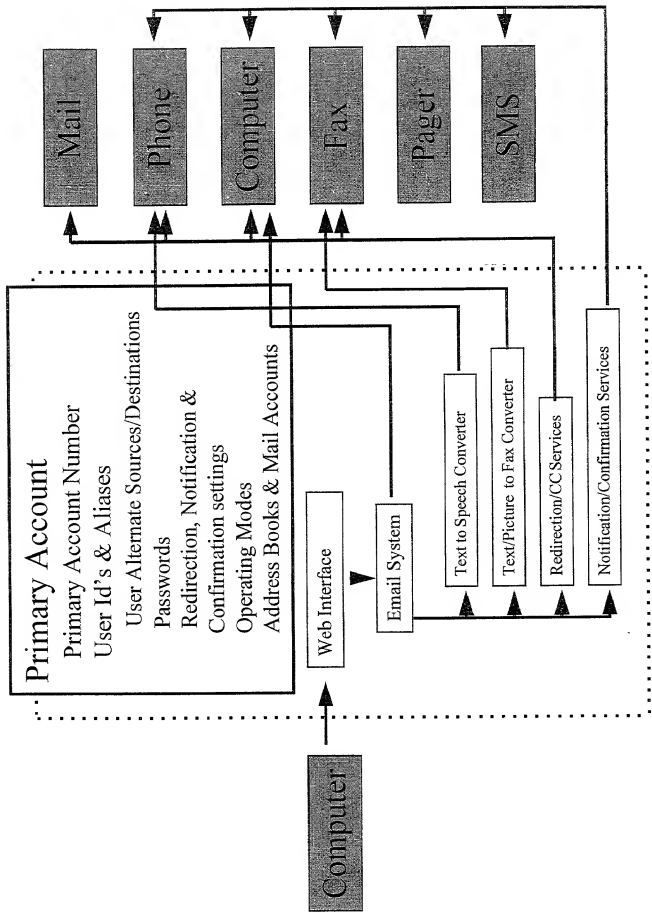 Primary Account
Primary Account Number
User Id's & Aliases
User Alternate Sources/Destinations
Passwords
Redirection, Notification &
Confirmation settings
Operating Modes
Address Books & Mail Accounts
Computer
Web Interface
Email System
Text to Speech Converter
Text/Picture to Fax Converter
Redirection/CC Services
Notification/Confirmation Services
Mail
Phone
Computer
Fax
Pager
SMS